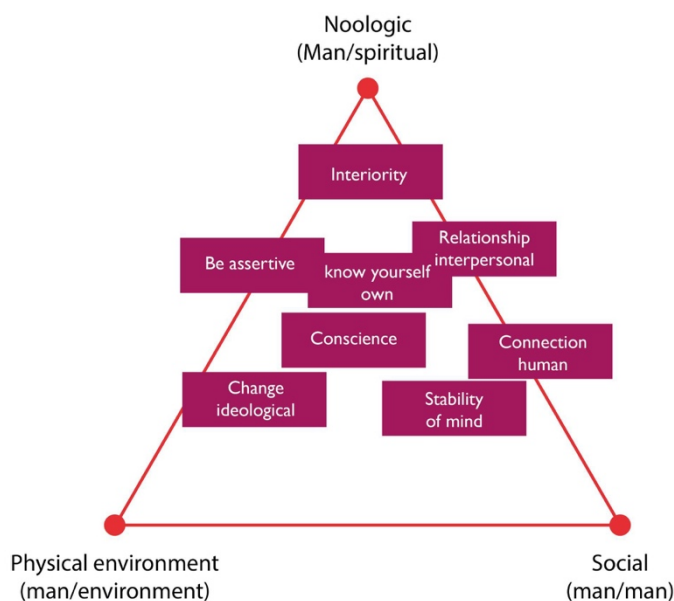 Noologic
(Man/spiritual)
Interiority
Relationship
interpersonal
Be assertive
know yourself
own
Conscience
Connection
human
Change
ideological
Stability
of mind
Physical environment
(man/environment)
Social
(man/man)